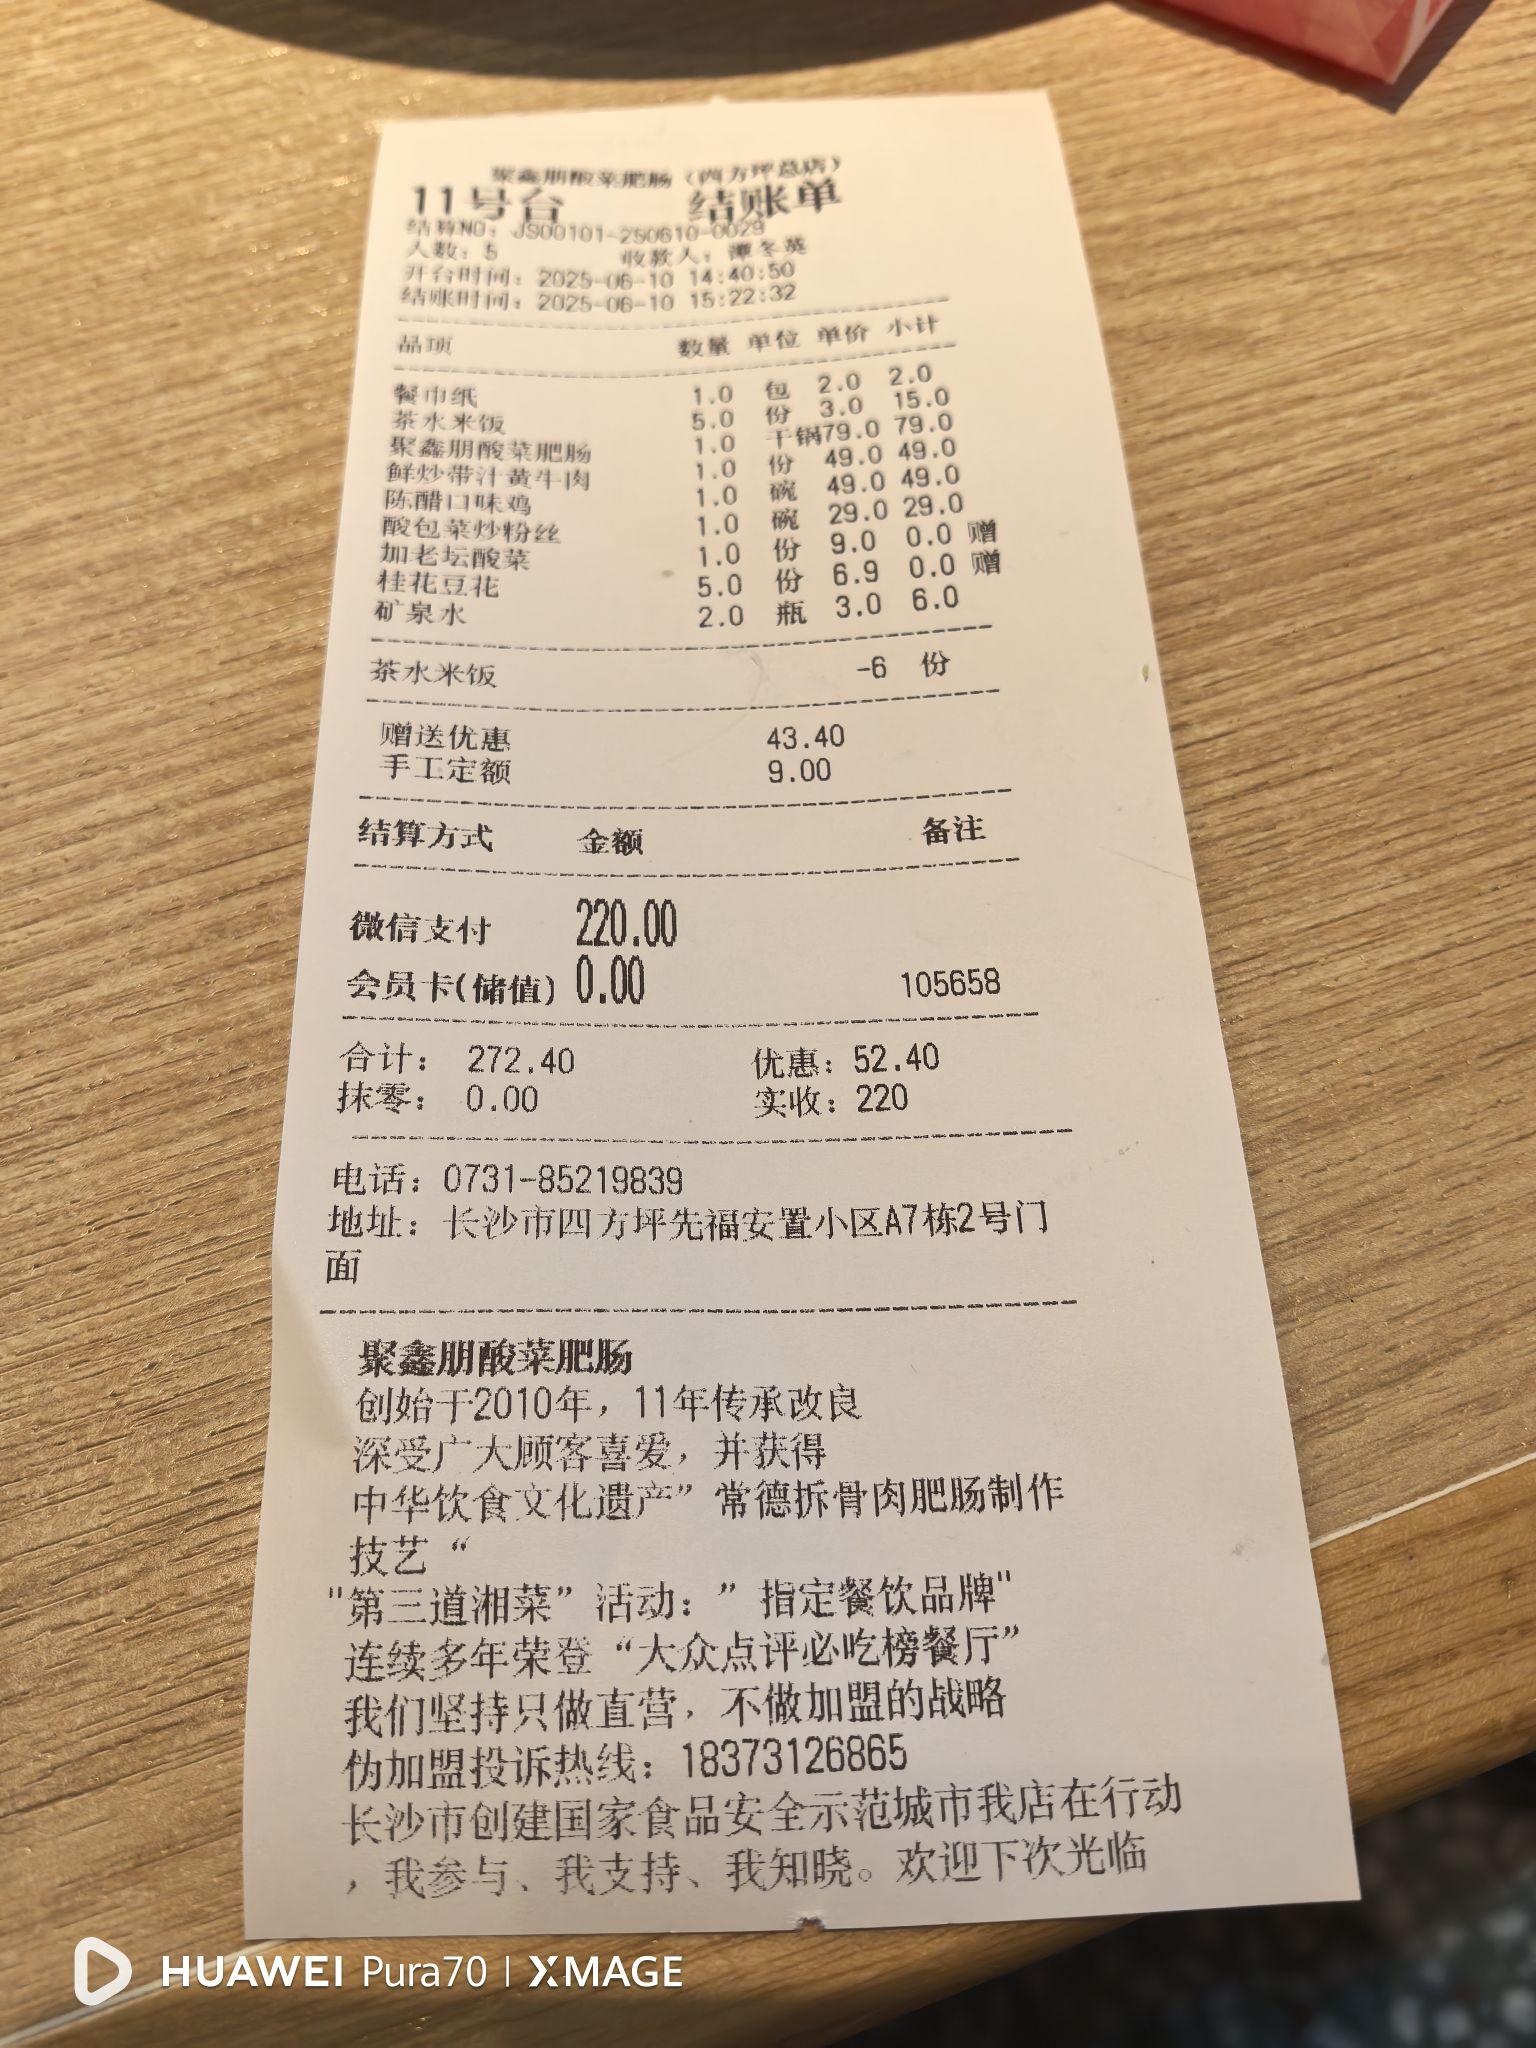 聚鑫朋酸菜肥肠（四方坪总店）
11号台 结账单
结算NO: JS00101-250610-0029
人数: 5 收款人: 谭冬英
开台时间: 2025-06-10 14:40:50
结账时间: 2025-06-10 15:22:32
品项 数量 单位 单价 小计
餐巾纸 1.0 包 2.0 2.0
茶水米饭 5.0 份 3.0 15.0
聚鑫朋酸菜肥肠 1.0 干锅 79.0 79.0
鲜炒带汁黄牛肉 1.0 份 49.0 49.0
陈醋口味鸡 1.0 碗 49.0 49.0
酸包菜炒粉丝 1.0 碗 29.0 29.0
加老坛酸菜 1.0 份 9.0 0.0 赠
桂花豆花 5.0 份 6.9 0.0 赠
矿泉水 2.0 瓶 3.0 6.0
茶水米饭 -6 份
赠送优惠 43.40
手工定额 9.00
结算方式 金额 备注
微信支付 220.00
会员卡(储值) 0.00 105658
合计: 272.40 优惠: 52.40
抹零: 0.00 实收: 220
电话: 0731-85219839
地址: 长沙市四方坪先福安置小区A7栋2号门
面
聚鑫朋酸菜肥肠
创始于2010年，11年传承改良
深受广大顾客喜爱，并获得
中华饮食文化遗产”常德拆骨肉肥肠制作
技艺“
"第三道湘菜”活动：”指定餐饮品牌"
连续多年荣登“大众点评必吃榜餐厅”
我们坚持只做直营，不做加盟的战略
伪加盟投诉热线：18373126865
长沙市创建国家食品安全示范城市我店在行动
，我参与、我支持、我知晓。欢迎下次光临
HUAWEI Pura70 | XMAGE